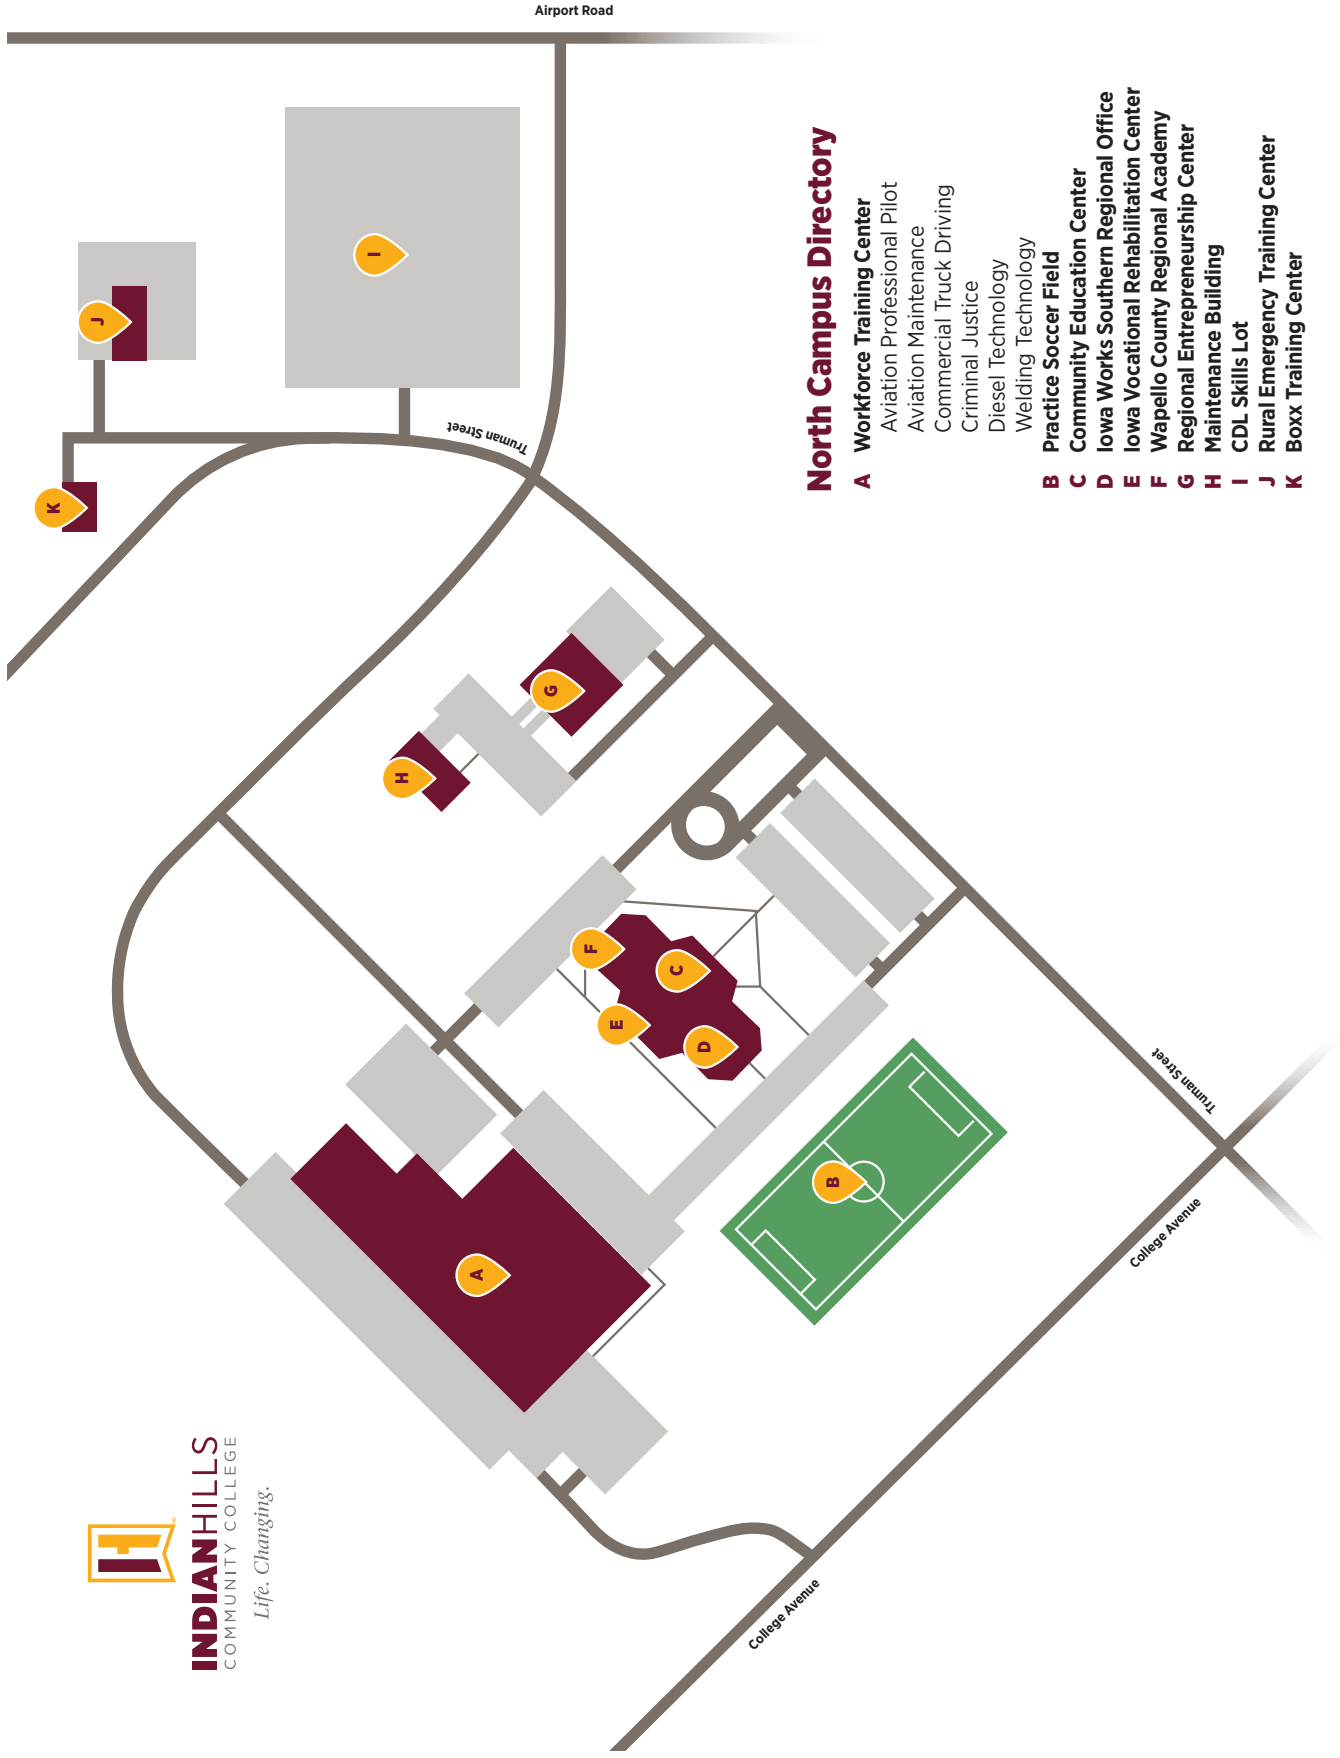 INDIANHILLS
COMMUNITY COLLEGE
Life. Changing.
North Campus Directory
A Workforce Training Center
Aviation Professional Pilot
Aviation Maintenance
Commercial Truck Driving
Criminal Justice
Diesel Technology
Welding Technology
B Practice Soccer Field
C Community Education Center
D Iowa Works Southern Regional Office
E Iowa Vocational Rehabilitation Center
F Wapello County Regional Academy
G Regional Entrepreneurship Center
H Maintenance Building
I CDL Skills Lot
J Rural Emergency Training Center
K Boxx Training Center
Airport Road
Truman Street
Truman Street
College Avenue
College Avenue
K
J
I
H
G
F
E
C
D
A
B